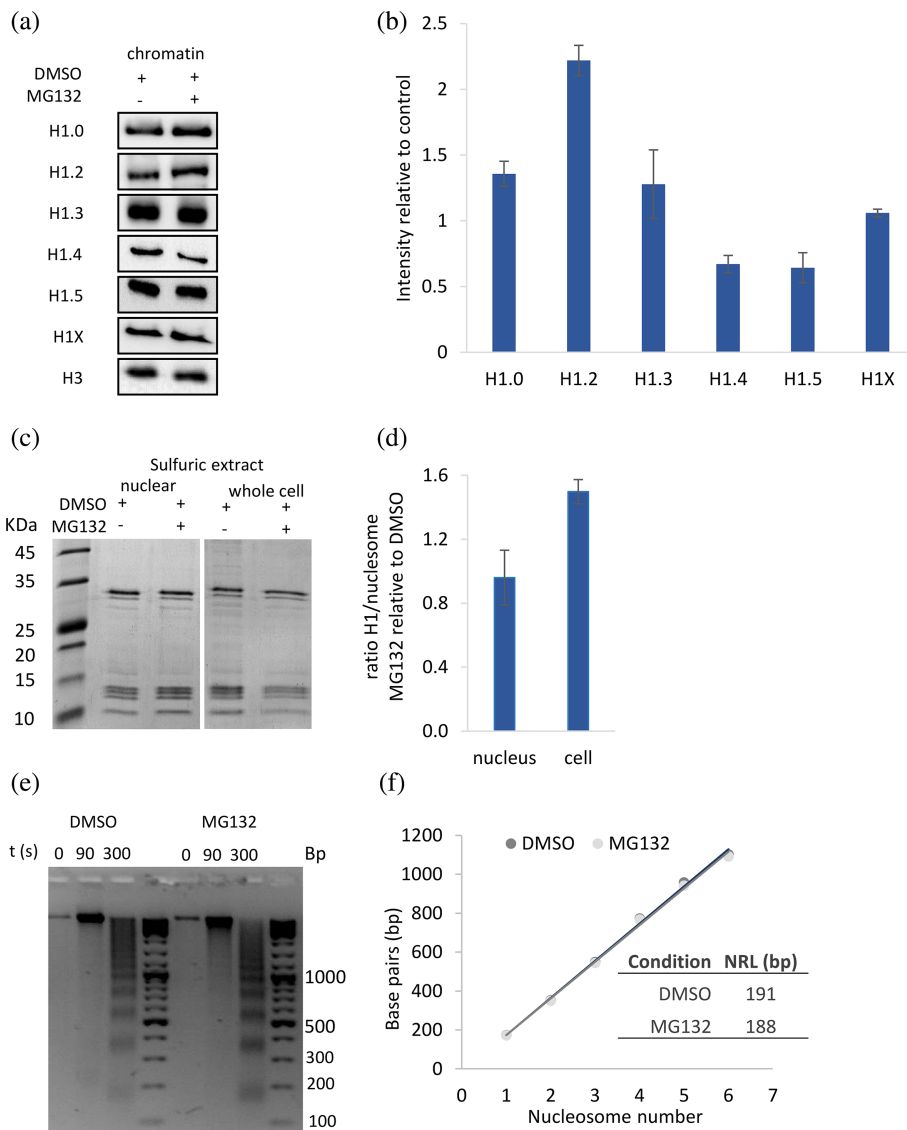 (a)
chromatin
DMSO + +
MG132 - +
H1.0
H1.2
H1.3
H1.4
H1.5
H1X
H3
(b)
Intensity relative to control
2.5
2
1.5
1
0.5
0
H1.0 H1.2 H1.3 H1.4 H1.5 H1X
(c)
Sulfuric extract
nuclear whole cell
DMSO + + + +
KDa MG132 - + - +
45
35
25
20
15
10
(d)
ratio H1/nuclesome
MG132 relative to DMSO
1.6
1.2
0.8
0.4
0.0
nucleus cell
(e)
DMSO MG132
t (s) 0 90 300 0 90 300 Bp
1000
500
300
200
100
(f)
Base pairs (bp)
1200
1000
800
600
400
200
0
DMSO MG132
Condition NRL (bp)
DMSO 191
MG132 188
0 1 2 3 4 5 6 7
Nucleosome number